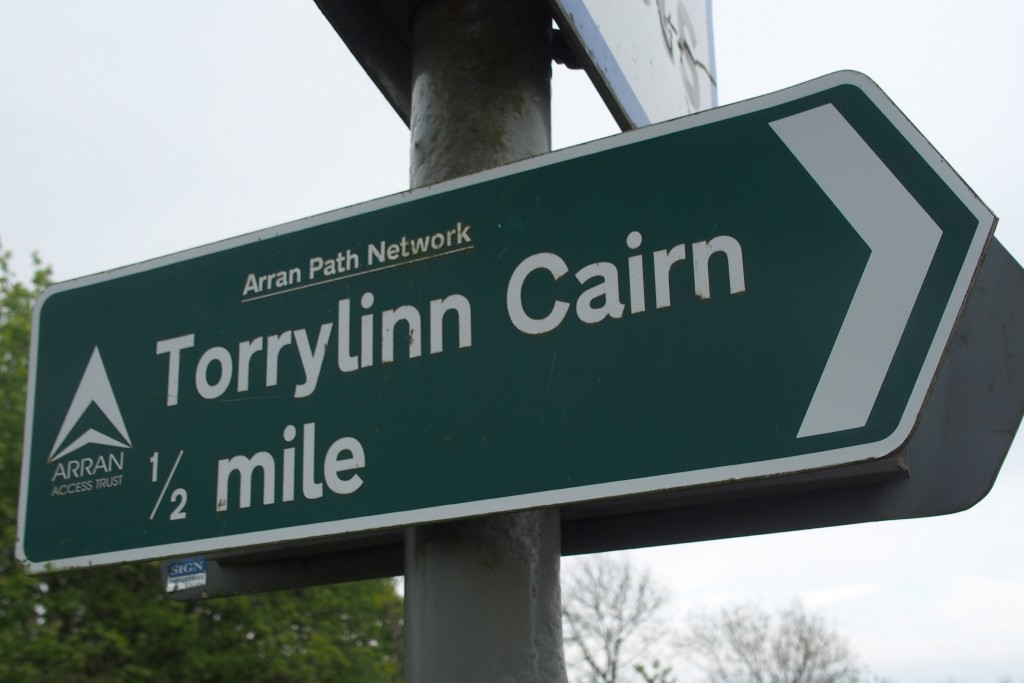 Arran Path Network
Torrylinn Cairn
1/2 mile
ARRAN
ACCESS TRUST
SIGN